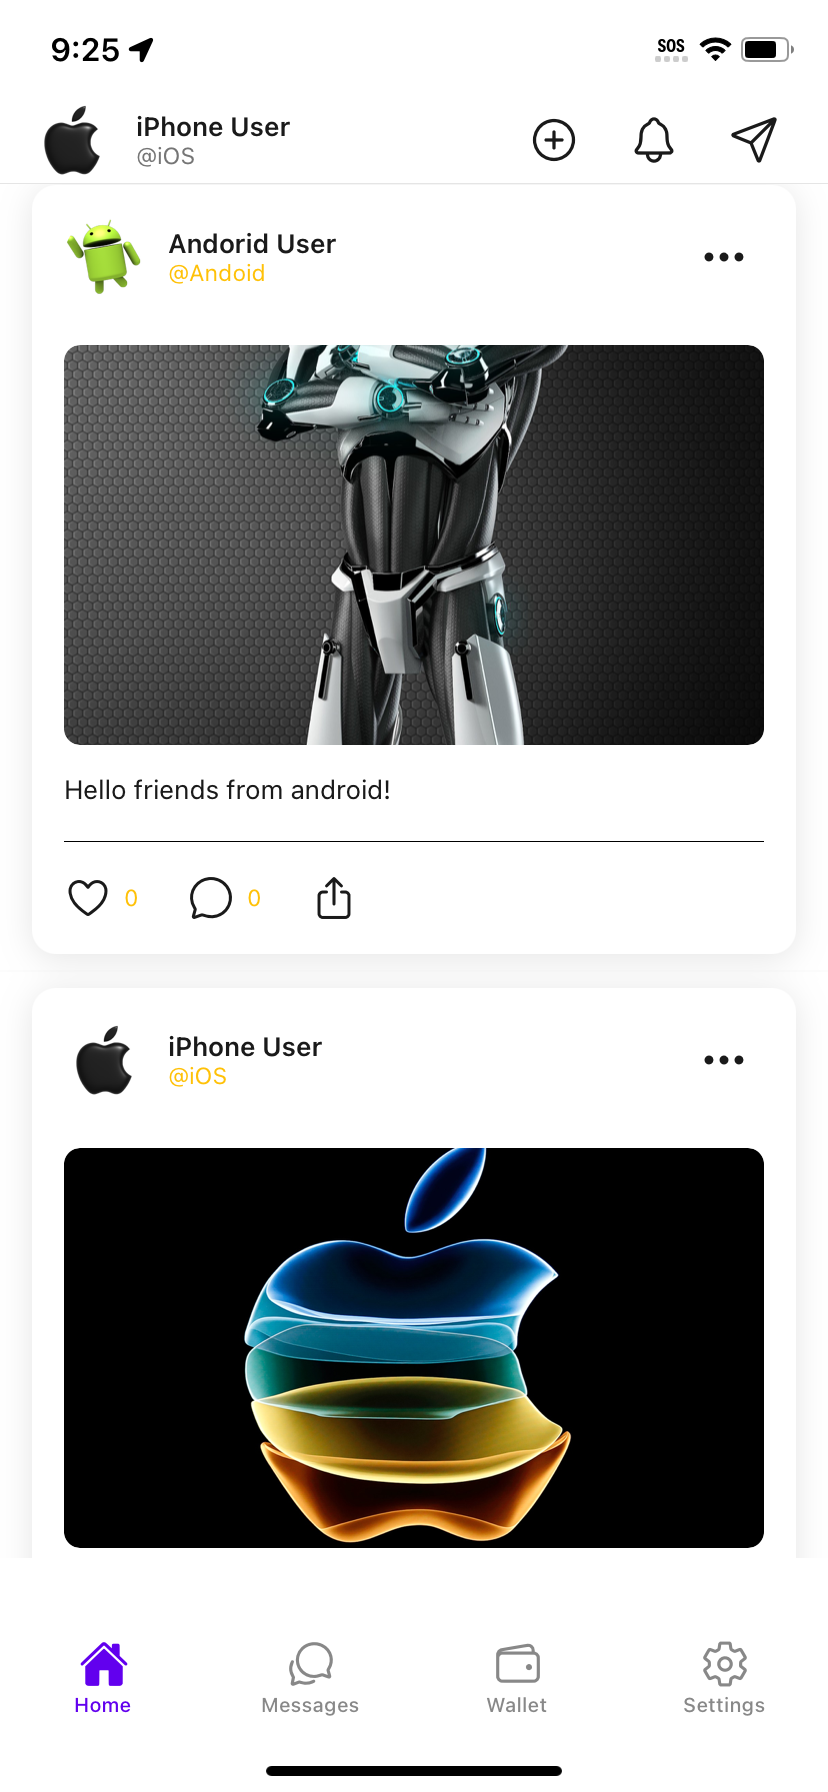 9:25
SOS
iPhone User
@iOS
Andorid User
@Andoid
Hello friends from android!
0 0
iPhone User
@iOS
Home Messages Wallet Settings